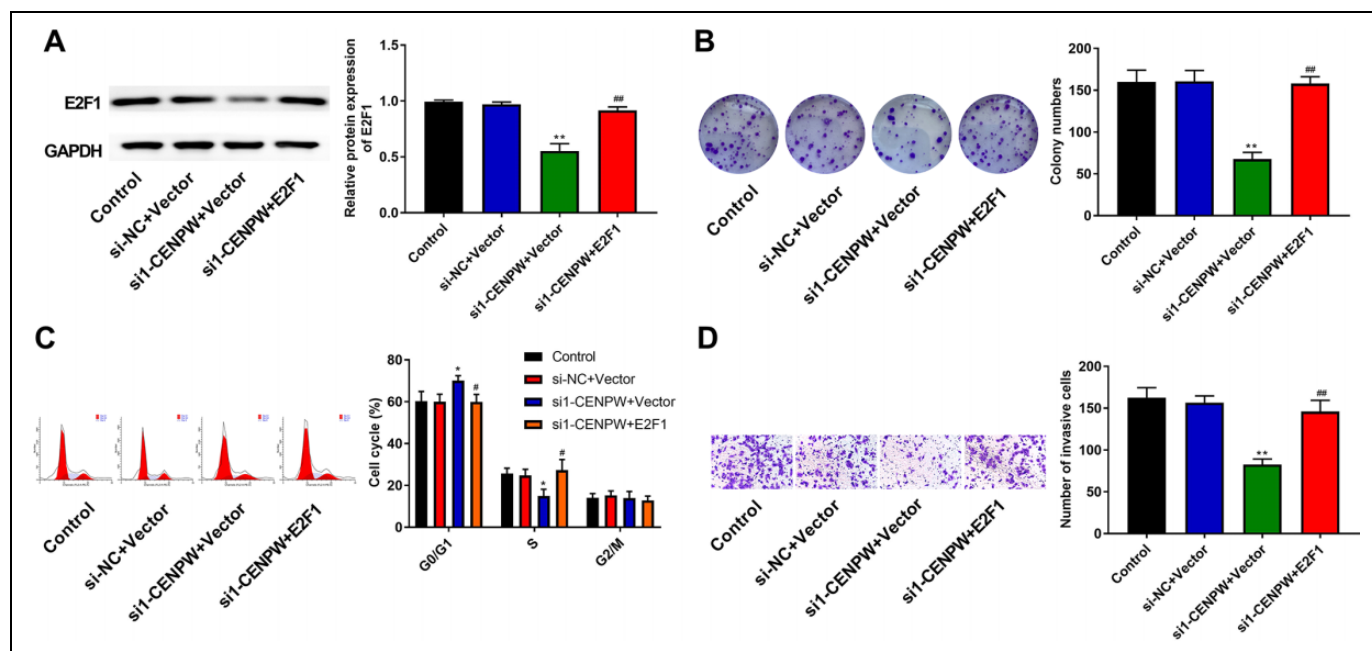 A
E2F1
GAPDH
Control
si-NC+Vector
si1-CENPW+Vector
si1-CENPW+E2F1
Relative protein expression
of E2F1
1.5
1.0
0.5
0.0
**
##
Control
si-NC+Vector
si1-CENPW+Vector
si1-CENPW+E2F1
B
Control
si-NC+Vector
si1-CENPW+Vector
si1-CENPW+E2F1
Colony numbers
200
150
100
50
0
**
##
Control
si-NC+Vector
si1-CENPW+Vector
si1-CENPW+E2F1
C
Control
si-NC+Vector
si1-CENPW+Vector
si1-CENPW+E2F1
Cell cycle (%)
80
60
40
20
0
*
#
*
#
Control
si-NC+Vector
si1-CENPW+Vector
si1-CENPW+E2F1
G0/G1
S
G2/M
D
Control
si-NC+Vector
si1-CENPW+Vector
si1-CENPW+E2F1
Number of invasive cells
200
150
100
50
0
**
##
Control
si-NC+Vector
si1-CENPW+Vector
si1-CENPW+E2F1